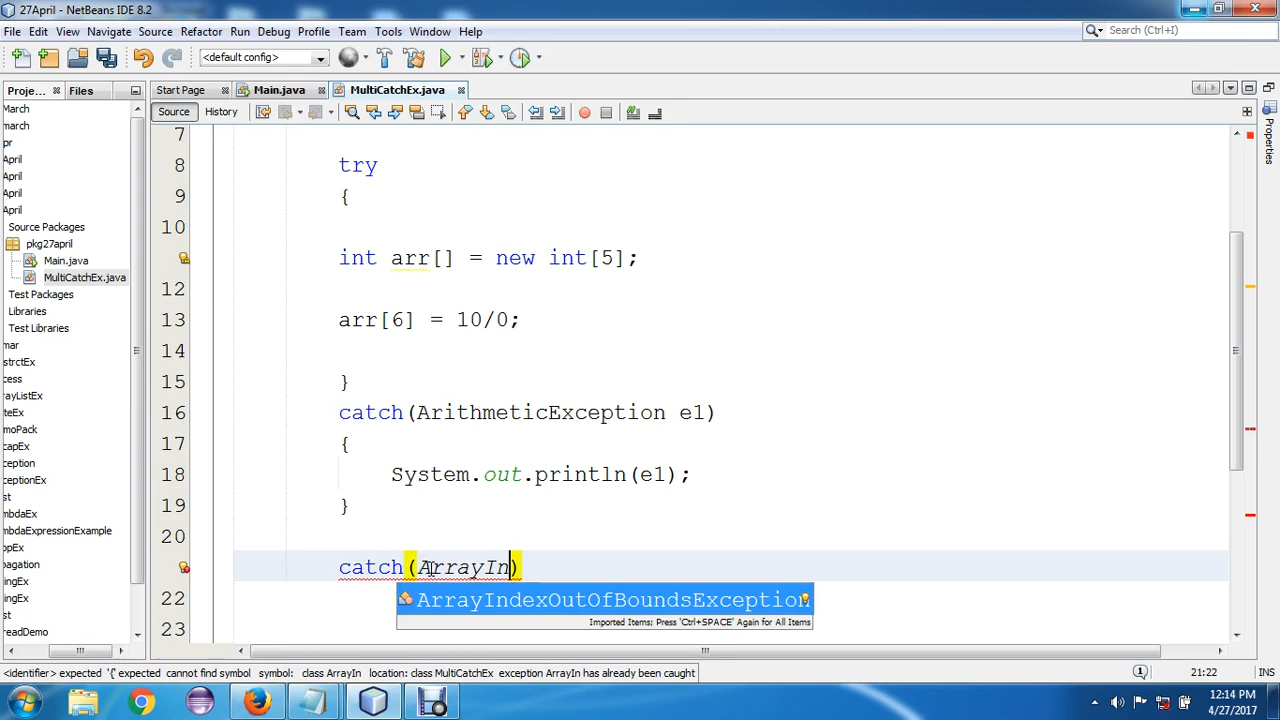 27April - NetBeans IDE 8.2
File Edit View Navigate Source Refactor Run Debug Profile Team Tools Window Help
Search (Ctrl+I)
<default config>
Proje... Files
Start Page Main.java MultiCatchEx.java
Source History
Properties
March
march
pr
April
April
April
April
Source Packages
pkg27april
Main.java
MultiCatchEx.java
Test Packages
Libraries
Test Libraries
mar
strctEx
cess
rayListEx
teEx
moPack
capEx
ception
ceptionEx
st
mbdaEx
mbdaExpressionExample
opEx
pagation
ingEx
ingEx
readDemo
7
8 try
9 {
10
int arr[] = new int[5];
12
13 arr[6] = 10/0;
14
15 }
16 catch(ArithmeticException e1)
17 {
18 System.out.println(e1);
19 }
20
catch(ArrayIn)
22
23
ArrayIndexOutOfBoundsException
Imported Items; Press 'Ctrl+SPACE' Again for All Items
<identifier> expected '{' expected cannot find symbol symbol: class ArrayIn location: class MultiCatchEx exception ArrayIn has already been caught
21:22 INS
12:14 PM
4/27/2017